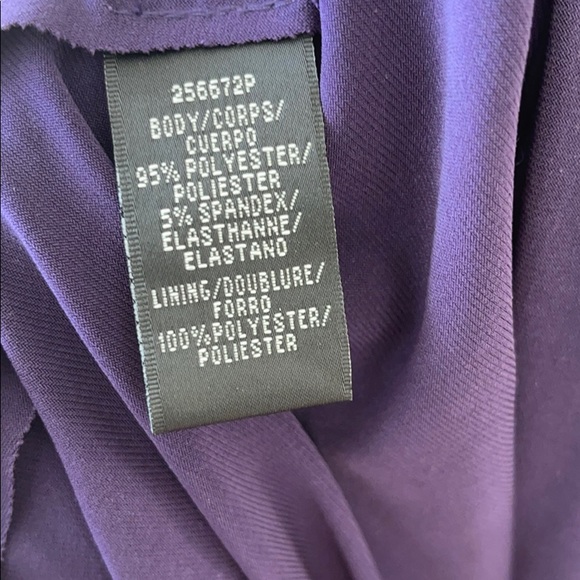 256672P
BODY/CORPS/
CUERPO
95% POLYESTER/
POLIESTER
5% SPANDEX/
ELASTHANNE/
ELASTANO
LINING/DOUBLURE/
FORRO
100%POLYESTER/
POLIESTER